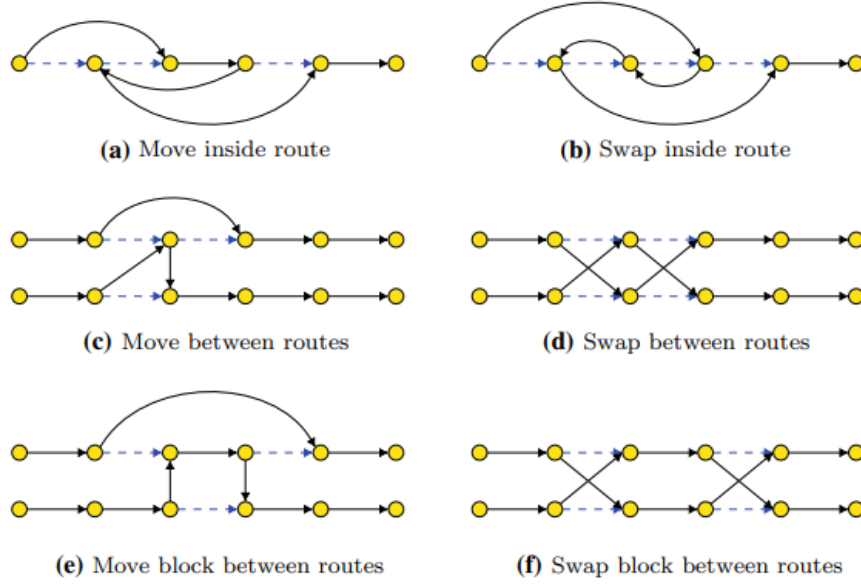 (a) Move inside route
(b) Swap inside route
(c) Move between routes
(d) Swap between routes
(e) Move block between routes
(f) Swap block between routes